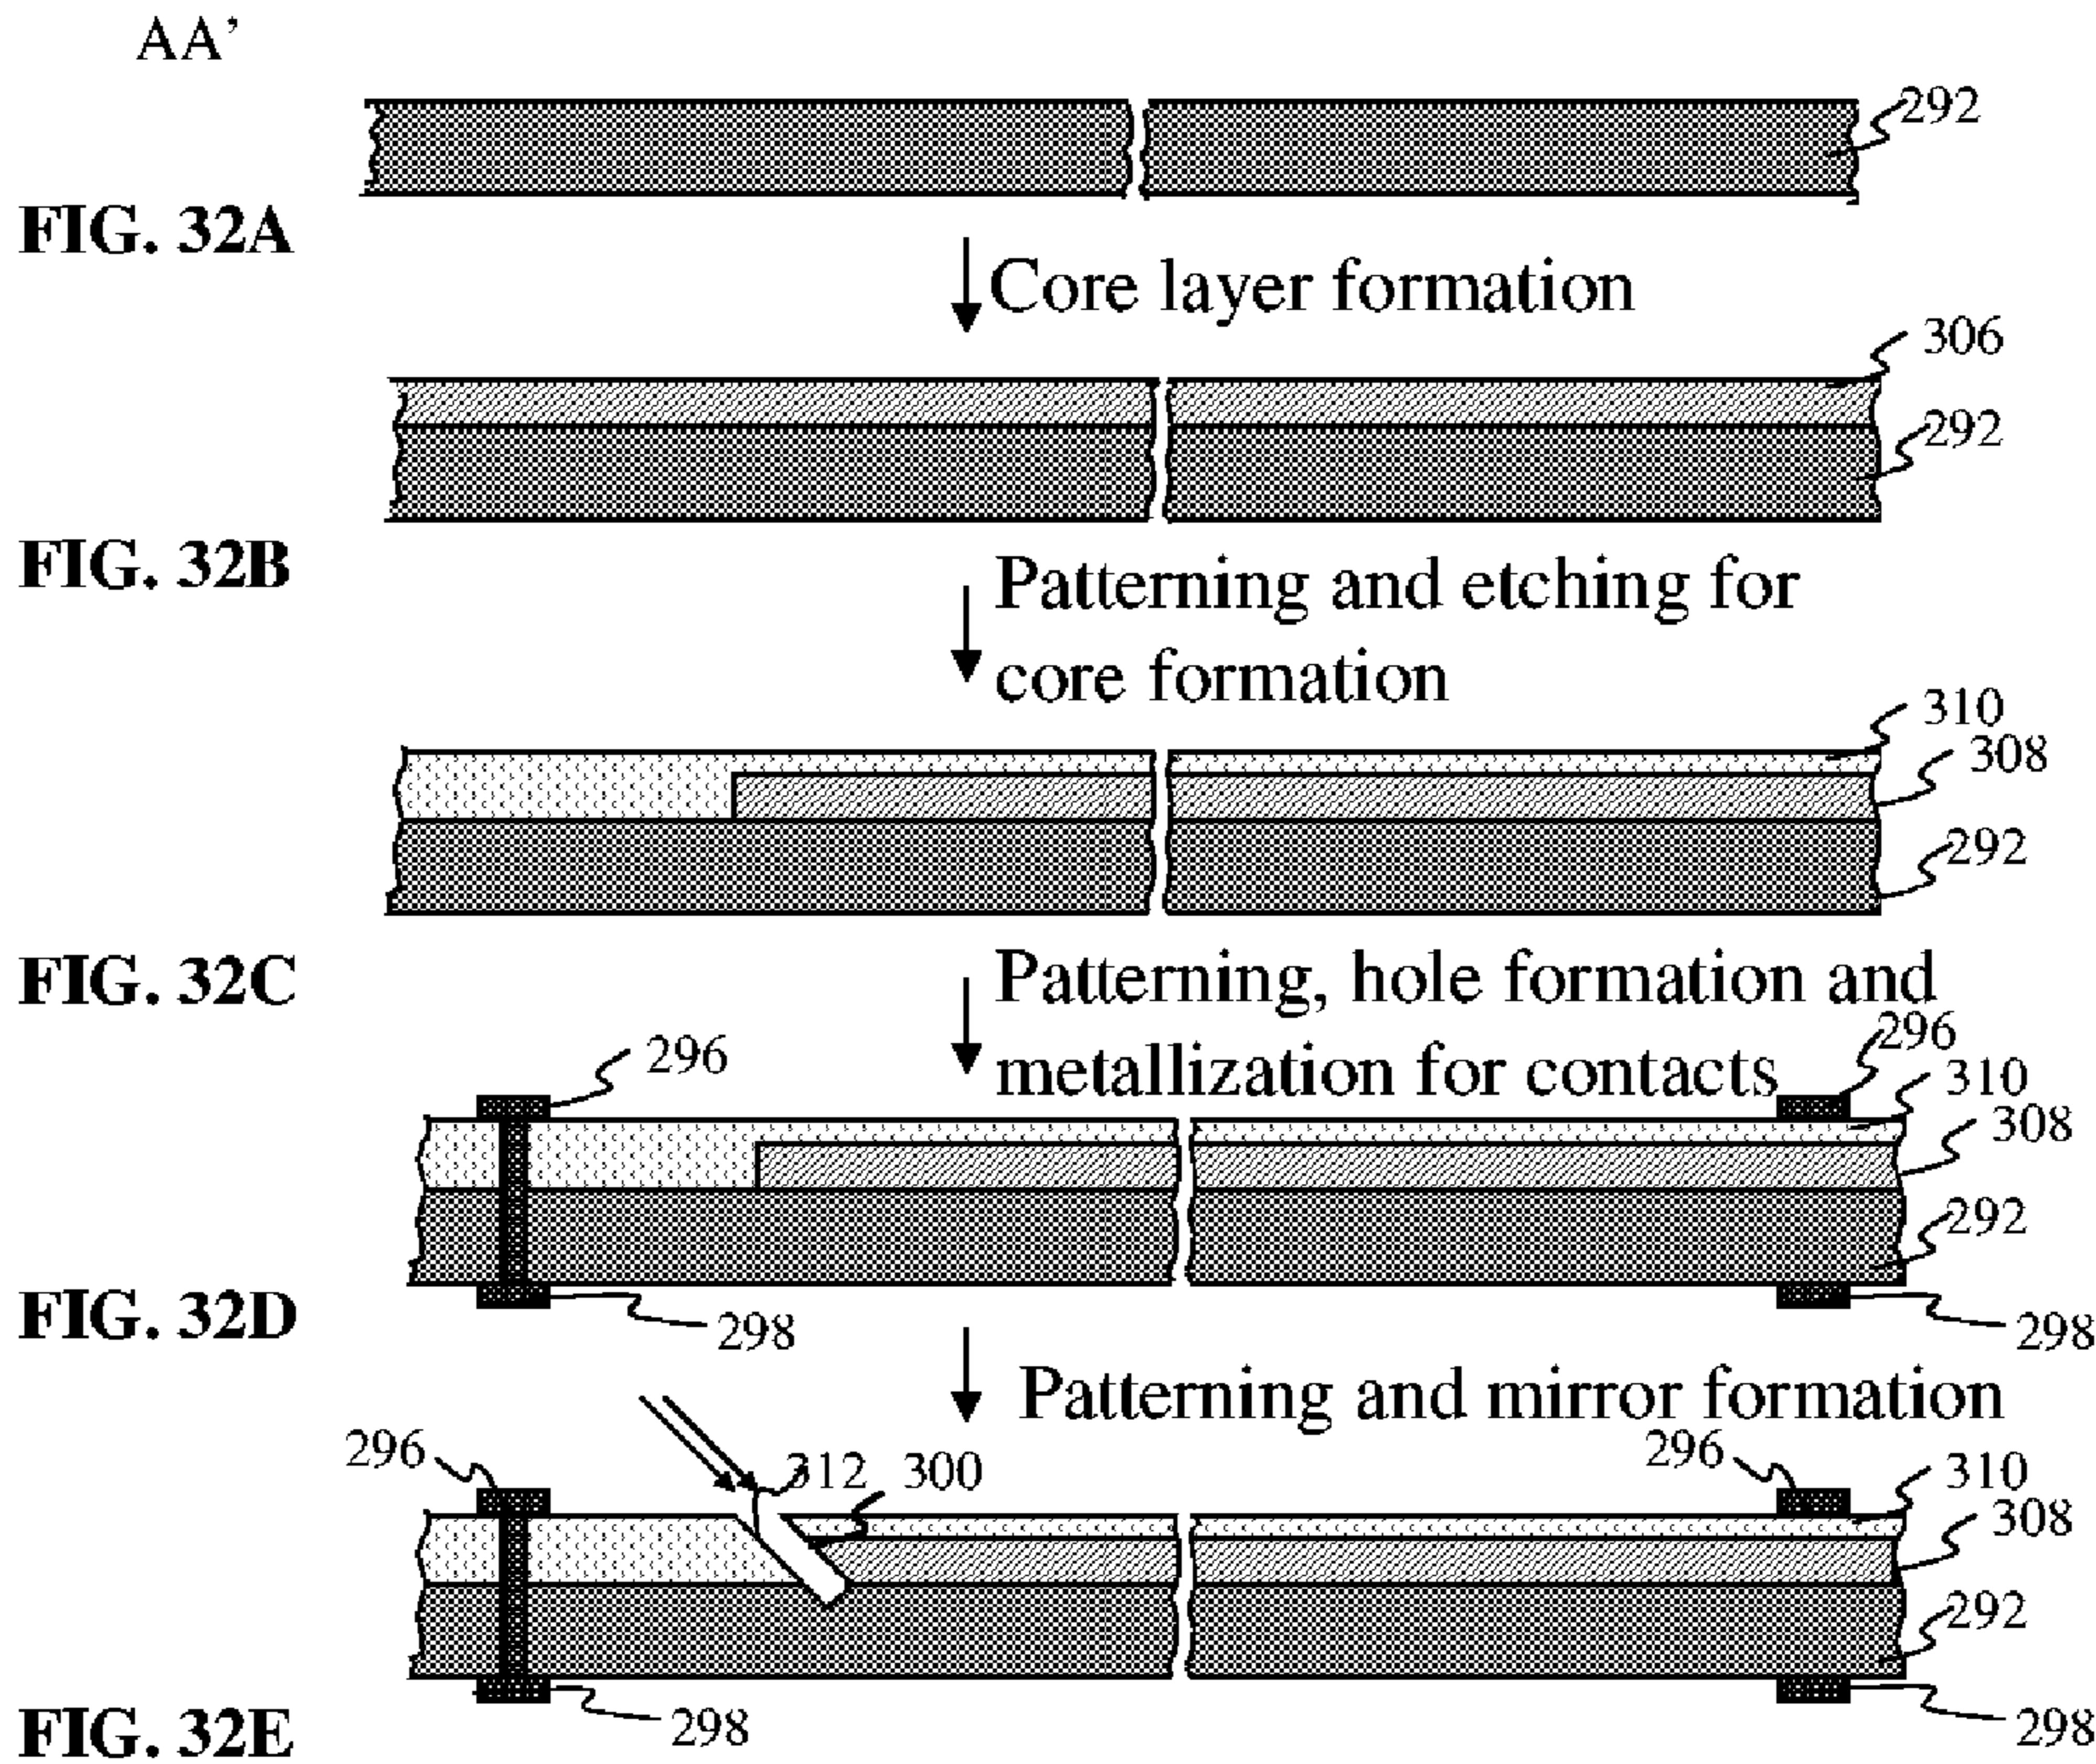 AA’
292
FIG. 32A
Core layer formation
306
292
FIG. 32B
Patterning and etching for
core formation
310
308
292
FIG. 32C
Patterning, hole formation and
metallization for contacts
296
296
310
308
292
FIG. 32D
298
298
Patterning and mirror formation
296
312
300
296
310
308
292
FIG. 32E
298
298